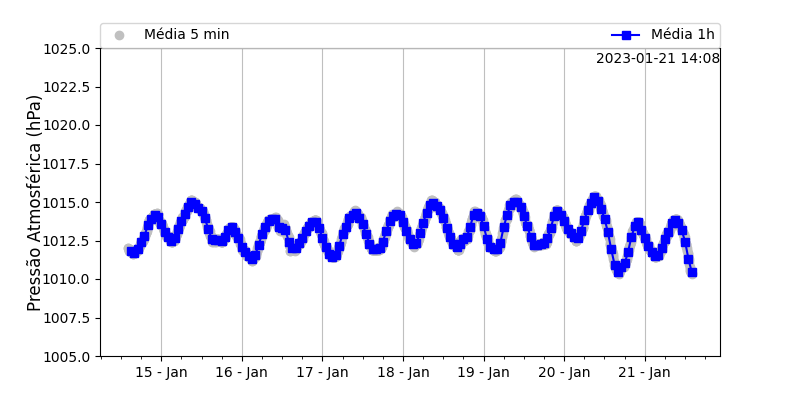 Média 5 min
Média 1h
2023-01-21 14:08
Pressão Atmosférica (hPa)
1025.0
1022.5
1020.0
1017.5
1015.0
1012.5
1010.0
1007.5
1005.0
15 - Jan
16 - Jan
17 - Jan
18 - Jan
19 - Jan
20 - Jan
21 - Jan